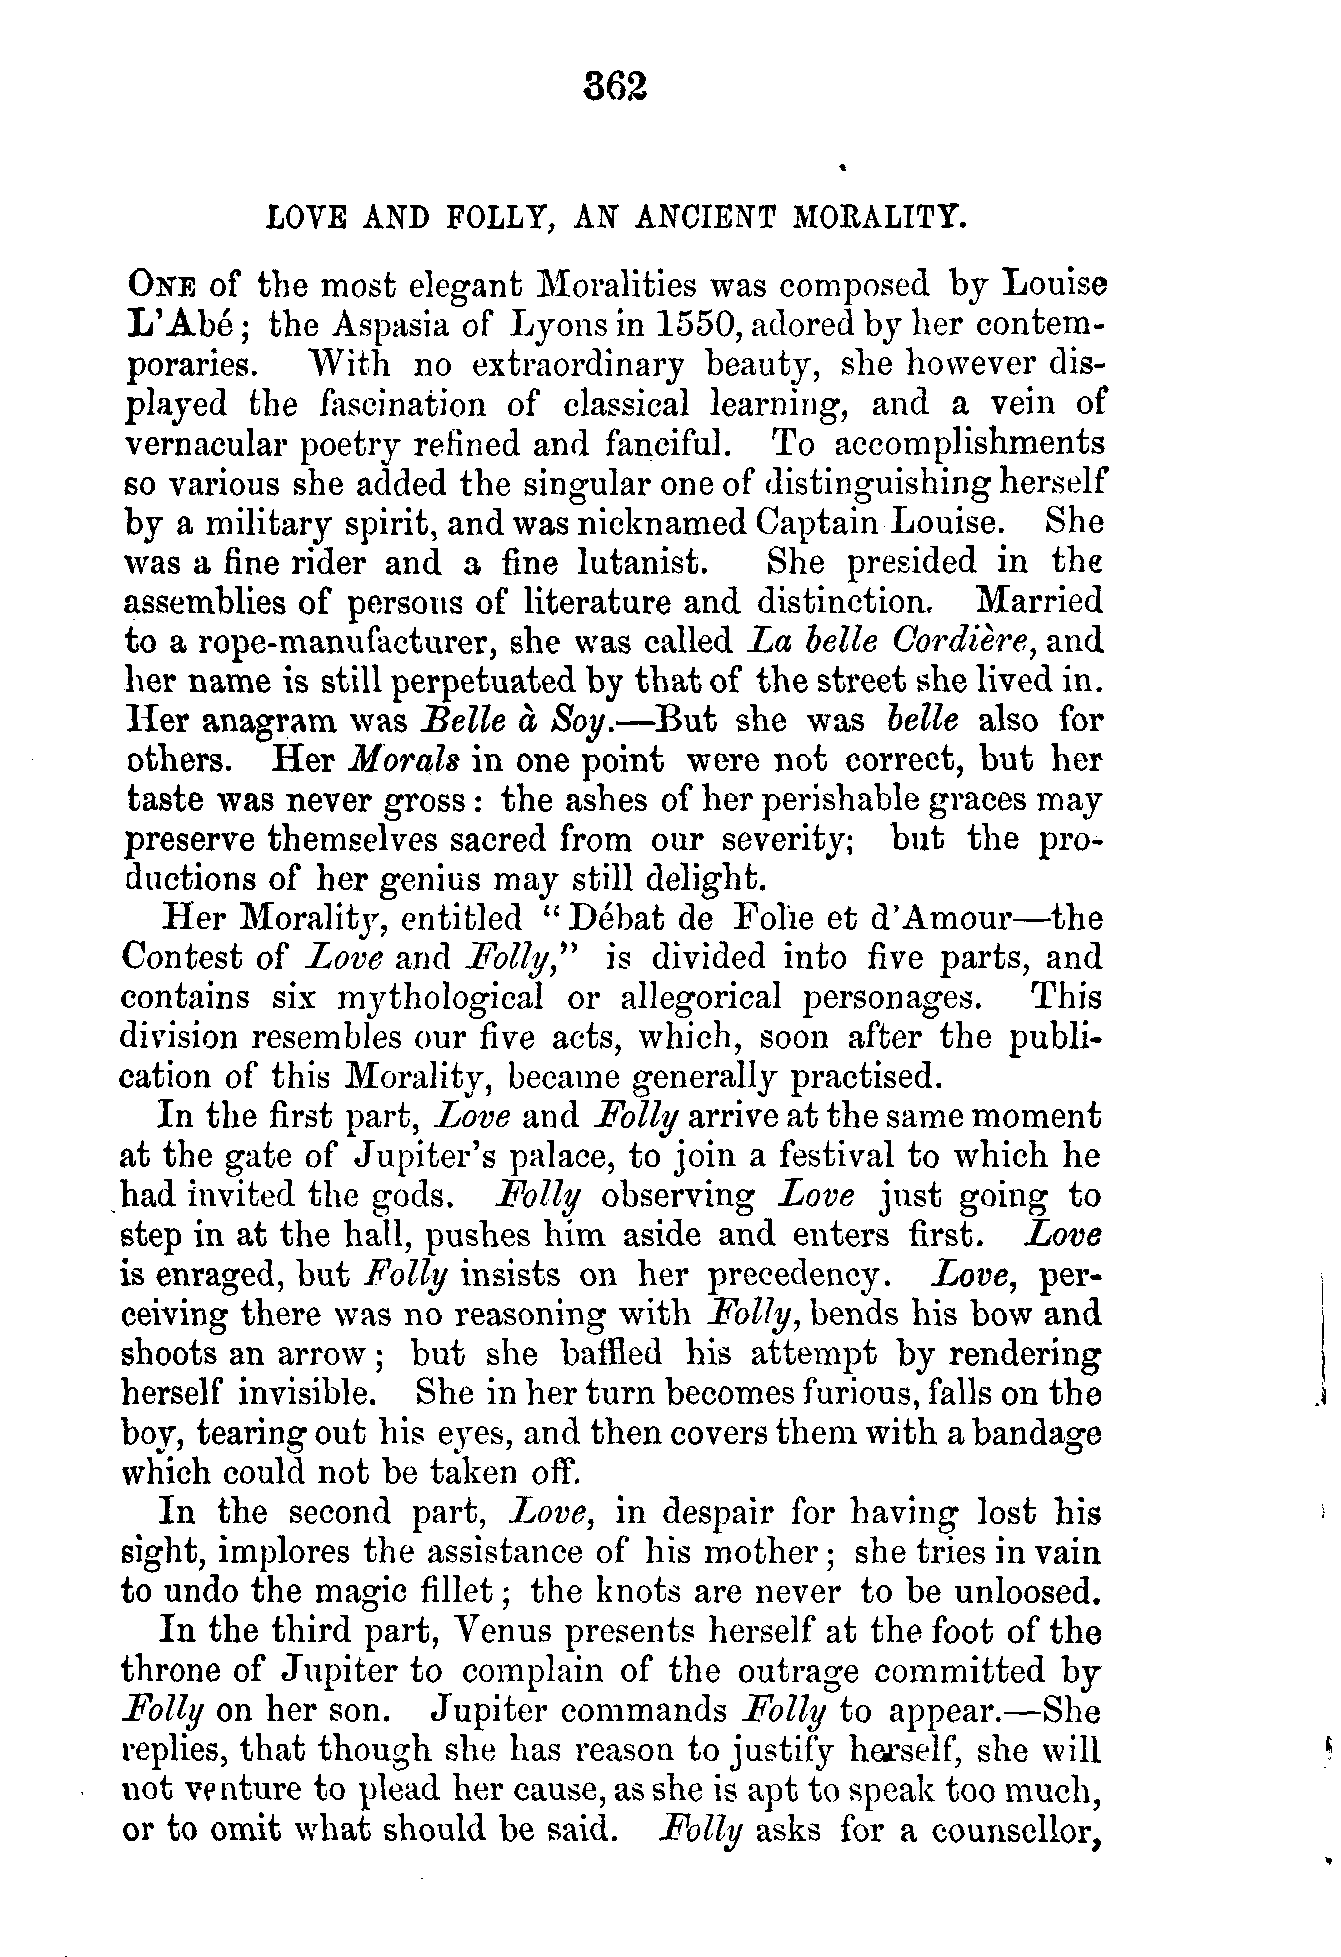 362
LOVE AND FOLLY, AN ANCIENT MORALITY.
ONE of the most elegant Moralities was composed by Louise
L'Abé; the Aspasia of Lyons in 1550, adored by her contem-
poraries. With no extraordinary beauty, she however dis-
played the fascination of classical learning, and a vein of
vernacular poetry refined and fanciful. To accomplishments
so various she added the singular one of distinguishing herself
by a military spirit, and was nicknamed Captain Louise. She
was a fine rider and a fine lutanist. She presided in the
assemblies of persons of literature and distinction. Married
to a rope-manufacturer, she was called La belle Cordière, and
her name is still perpetuated by that of the street she lived in.
Her anagram was Belle à Soy.—But she was belle also for
others. Her Morals in one point were not correct, but her
taste was never gross: the ashes of her perishable graces may
preserve themselves sacred from our severity; but the pro-
ductions of her genius may still delight.
Her Morality, entitled "Débat de Folie et d'Amour—the
Contest of Love and Folly," is divided into five parts, and
contains six mythological or allegorical personages. This
division resembles our five acts, which, soon after the publi-
cation of this Morality, became generally practised.
In the first part, Love and Folly arrive at the same moment
at the gate of Jupiter's palace, to join a festival to which he
had invited the gods. Folly observing Love just going to
step in at the hall, pushes him aside and enters first. Love
is enraged, but Folly insists on her precedency. Love, per-
ceiving there was no reasoning with Folly, bends his bow and
shoots an arrow; but she baffled his attempt by rendering
herself invisible. She in her turn becomes furious, falls on the
boy, tearing out his eyes, and then covers them with a bandage
which could not be taken off.
In the second part, Love, in despair for having lost his
sight, implores the assistance of his mother; she tries in vain
to undo the magic fillet; the knots are never to be unloosed.
In the third part, Venus presents herself at the foot of the
throne of Jupiter to complain of the outrage committed by
Folly on her son. Jupiter commands Folly to appear.—She
replies, that though she has reason to justify herself, she will
not venture to plead her cause, as she is apt to speak too much,
or to omit what should be said. Folly asks for a counsellor,